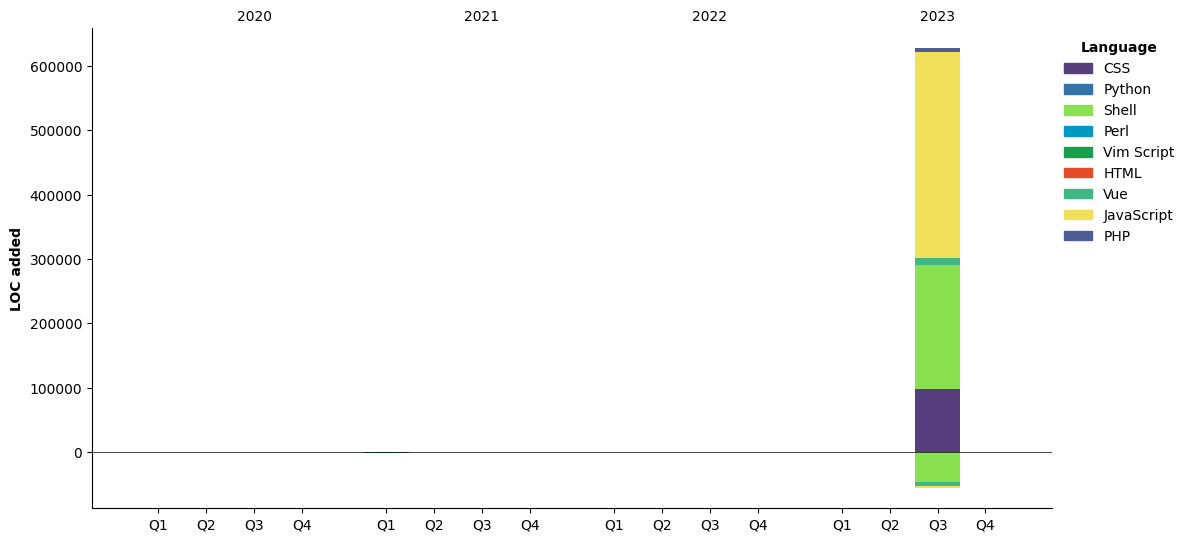 2020 2021 2022 2023
LOC added
600000
500000
400000
300000
200000
100000
0
Q1 Q2 Q3 Q4 Q1 Q2 Q3 Q4 Q1 Q2 Q3 Q4 Q1 Q2 Q3 Q4
Language
CSS
Python
Shell
Perl
Vim Script
HTML
Vue
JavaScript
PHP